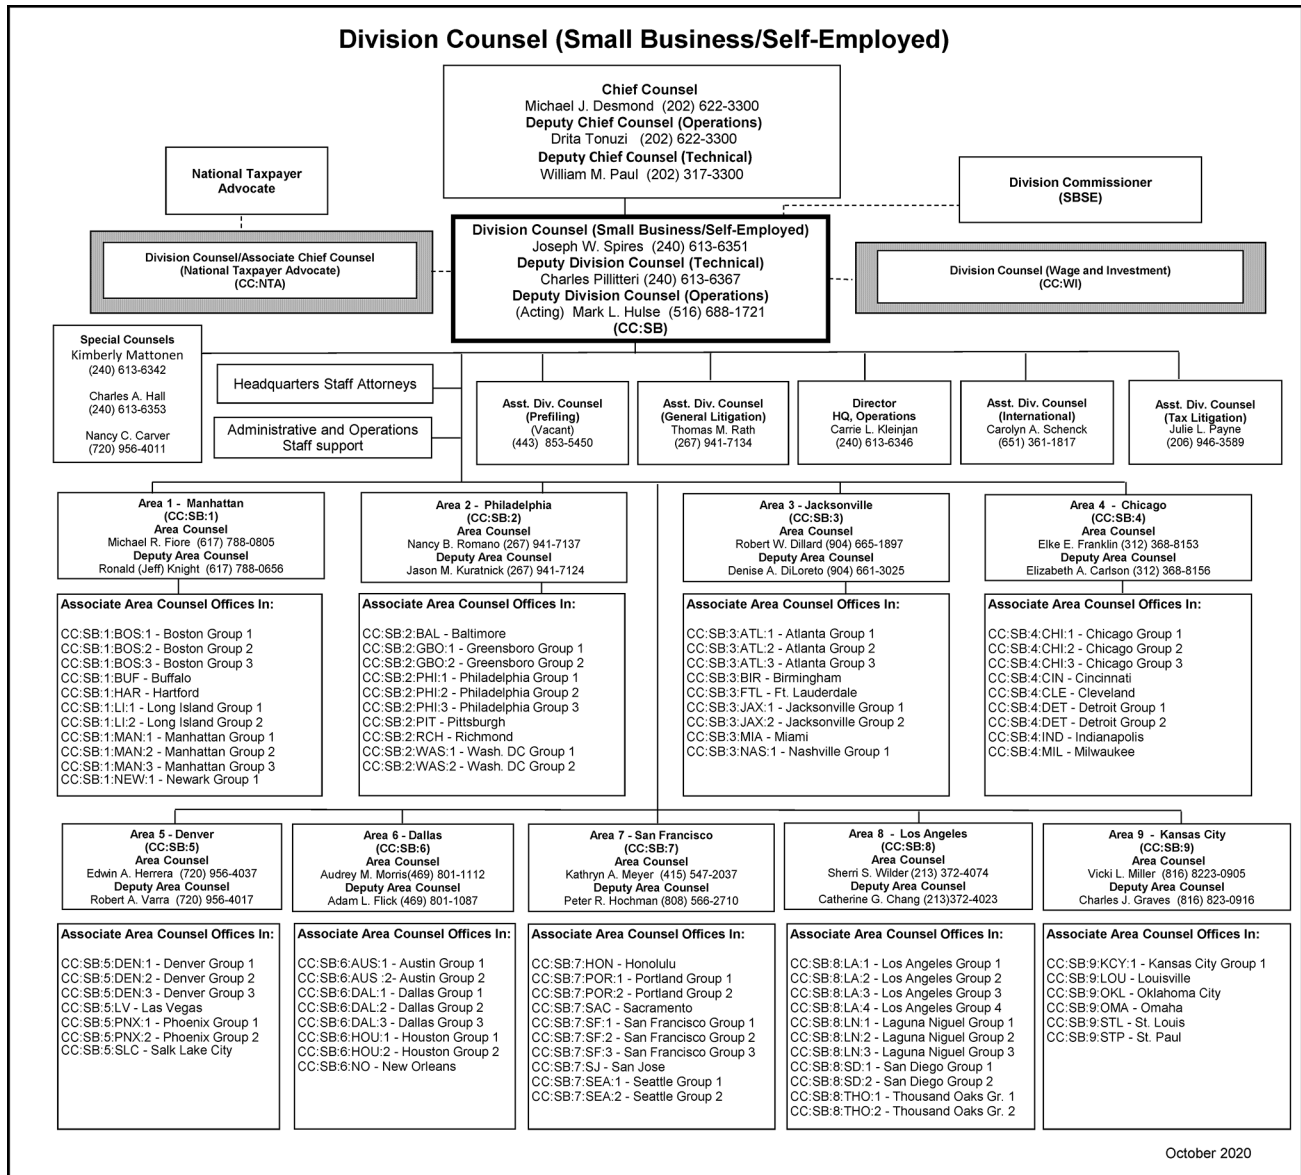 Division Counsel (Small Business/Self-Employed)
Chief Counsel
Michael J. Desmond (202) 622-3300
Deputy Chief Counsel (Operations)
Drita Tonuzi (202) 622-3300
Deputy Chief Counsel (Technical)
William M. Paul (202) 317-3300
National Taxpayer
Advocate
Division Commissioner
(SBSE)
Division Counsel/Associate Chief Counsel
(National Taxpayer Advocate)
(CC:NTA)
Division Counsel (Small Business/Self-Employed)
Joseph W. Spires (240) 613-6351
Deputy Division Counsel (Technical)
Charles Pillitteri (240) 613-6367
Deputy Division Counsel (Operations)
(Acting) Mark L. Hulse (516) 688-1721
(CC:SB)
Division Counsel (Wage and Investment)
(CC:WI)
Special Counsels
Kimberly Mattonen
(240) 613-6342
Charles A. Hall
(240) 613-6353
Nancy C. Carver
(720) 956-4011
Headquarters Staff Attorneys
Administrative and Operations
Staff support
Asst. Div. Counsel
(Prefiling)
(Vacant)
(443) 853-5450
Asst. Div. Counsel
(General Litigation)
Thomas M. Rath
(267) 941-7134
Director
HQ, Operations
Carrie L. Kleinjan
(240) 613-6346
Asst. Div. Counsel
(International)
Carolyn A. Schenck
(651) 361-1817
Asst. Div. Counsel
(Tax Litigation)
Julie L. Payne
(206) 946-3589
Area 1 - Manhattan
(CC:SB:1)
Area Counsel
Michael R. Fiore (617) 788-0805
Deputy Area Counsel
Ronald (Jeff) Knight (617) 788-0656
Area 2 - Philadelphia
(CC:SB:2)
Area Counsel
Nancy B. Romano (267) 941-7137
Deputy Area Counsel
Jason M. Kuratnick (267) 941-7124
Area 3 - Jacksonville
(CC:SB:3)
Area Counsel
Robert W. Dillard (904) 665-1897
Deputy Area Counsel
Denise A. DiLoreto (904) 661-3025
Area 4 - Chicago
(CC:SB:4)
Area Counsel
Elke E. Franklin (312) 368-8153
Deputy Area Counsel
Elizabeth A. Carlson (312) 368-8156
Associate Area Counsel Offices In:
CC:SB:1:BOS:1 - Boston Group 1
CC:SB:1:BOS:2 - Boston Group 2
CC:SB:1:BOS:3 - Boston Group 3
CC:SB:1:BUF - Buffalo
CC:SB:1:HAR - Hartford
CC:SB:1:LI:1 - Long Island Group 1
CC:SB:1:LI:2 - Long Island Group 2
CC:SB:1:MAN:1 - Manhattan Group 1
CC:SB:1:MAN:2 - Manhattan Group 2
CC:SB:1:MAN:3 - Manhattan Group 3
CC:SB:1:NEW:1 - Newark Group 1
Associate Area Counsel Offices In:
CC:SB:2:BAL - Baltimore
CC:SB:2:GBO:1 - Greensboro Group 1
CC:SB:2:GBO:2 - Greensboro Group 2
CC:SB:2:PHI:1 - Philadelphia Group 1
CC:SB:2:PHI:2 - Philadelphia Group 2
CC:SB:2:PHI:3 - Philadelphia Group 3
CC:SB:2:PIT - Pittsburgh
CC:SB:2:RCH - Richmond
CC:SB:2:WAS:1 - Wash. DC Group 1
CC:SB:2:WAS:2 - Wash. DC Group 2
Associate Area Counsel Offices In:
CC:SB:3:ATL:1 - Atlanta Group 1
CC:SB:3:ATL:2 - Atlanta Group 2
CC:SB:3:ATL:3 - Atlanta Group 3
CC:SB:3:BIR - Birmingham
CC:SB:3:FTL - Ft. Lauderdale
CC:SB:3:JAX:1 - Jacksonville Group 1
CC:SB:3:JAX:2 - Jacksonville Group 2
CC:SB:3:MIA - Miami
CC:SB:3:NAS:1 - Nashville Group 1
Associate Area Counsel Offices In:
CC:SB:4:CHI:1 - Chicago Group 1
CC:SB:4:CHI:2 - Chicago Group 2
CC:SB:4:CHI:3 - Chicago Group 3
CC:SB:4:CIN - Cincinnati
CC:SB:4:CLE - Cleveland
CC:SB:4:DET - Detroit Group 1
CC:SB:4:DET - Detroit Group 2
CC:SB:4:IND - Indianapolis
CC:SB:4:MIL - Milwaukee
Area 5 - Denver
(CC:SB:5)
Area Counsel
Edwin A. Herrera (720) 956-4037
Deputy Area Counsel
Robert A. Varra (720) 956-4017
Area 6 - Dallas
(CC:SB:6)
Area Counsel
Audrey M. Morris(469) 801-1112
Deputy Area Counsel
Adam L. Flick (469) 801-1087
Area 7 - San Francisco
(CC:SB:7)
Area Counsel
Kathryn A. Meyer (415) 547-2037
Deputy Area Counsel
Peter R. Hochman (808) 566-2710
Area 8 - Los Angeles
(CC:SB:8)
Area Counsel
Sherri S. Wilder (213) 372-4074
Deputy Area Counsel
Catherine G. Chang (213)372-4023
Area 9 - Kansas City
(CC:SB:9)
Area Counsel
Vicki L. Miller (816) 8223-0905
Deputy Area Counsel
Charles J. Graves (816) 823-0916
Associate Area Counsel Offices In:
CC:SB:5:DEN:1 - Denver Group 1
CC:SB:5:DEN:2 - Denver Group 2
CC:SB:5:DEN:3 - Denver Group 3
CC:SB:5:LV - Las Vegas
CC:SB:5:PNX:1 - Phoenix Group 1
CC:SB:5:PNX:2 - Phoenix Group 2
CC:SB:5:SLC - Salk Lake City
Associate Area Counsel Offices In:
CC:SB:6:AUS:1 - Austin Group 1
CC:SB:6:AUS :2- Austin Group 2
CC:SB:6:DAL:1 - Dallas Group 1
CC:SB:6:DAL:2 - Dallas Group 2
CC:SB:6:DAL:3 - Dallas Group 3
CC:SB:6:HOU:1 - Houston Group 1
CC:SB:6:HOU:2 - Houston Group 2
CC:SB:6:NO - New Orleans
Associate Area Counsel Offices In:
CC:SB:7:HON - Honolulu
CC:SB:7:POR:1 - Portland Group 1
CC:SB:7:POR:2 - Portland Group 2
CC:SB:7:SAC - Sacramento
CC:SB:7:SF:1 - San Francisco Group 1
CC:SB:7:SF:2 - San Francisco Group 2
CC:SB:7:SF:3 - San Francisco Group 3
CC:SB:7:SJ - San Jose
CC:SB:7:SEA:1 - Seattle Group 1
CC:SB:7:SEA:2 - Seattle Group 2
Associate Area Counsel Offices In:
CC:SB:8:LA:1 - Los Angeles Group 1
CC:SB:8:LA:2 - Los Angeles Group 2
CC:SB:8:LA:3 - Los Angeles Group 3
CC:SB:8:LA:4 - Los Angeles Group 4
CC:SB:8:LN:1 - Laguna Niguel Group 1
CC:SB:8:LN:2 - Laguna Niguel Group 2
CC:SB:8:LN:3 - Laguna Niguel Group 3
CC:SB:8:SD:1 - San Diego Group 1
CC:SB:8:SD:2 - San Diego Group 2
CC:SB:8:THO:1 - Thousand Oaks Gr. 1
CC:SB:8:THO:2 - Thousand Oaks Gr. 2
Associate Area Counsel Offices In:
CC:SB:9:KCY:1 - Kansas City Group 1
CC:SB:9:LOU - Louisville
CC:SB:9:OKL - Oklahoma City
CC:SB:9:OMA - Omaha
CC:SB:9:STL - St. Louis
CC:SB:9:STP - St. Paul
October 2020